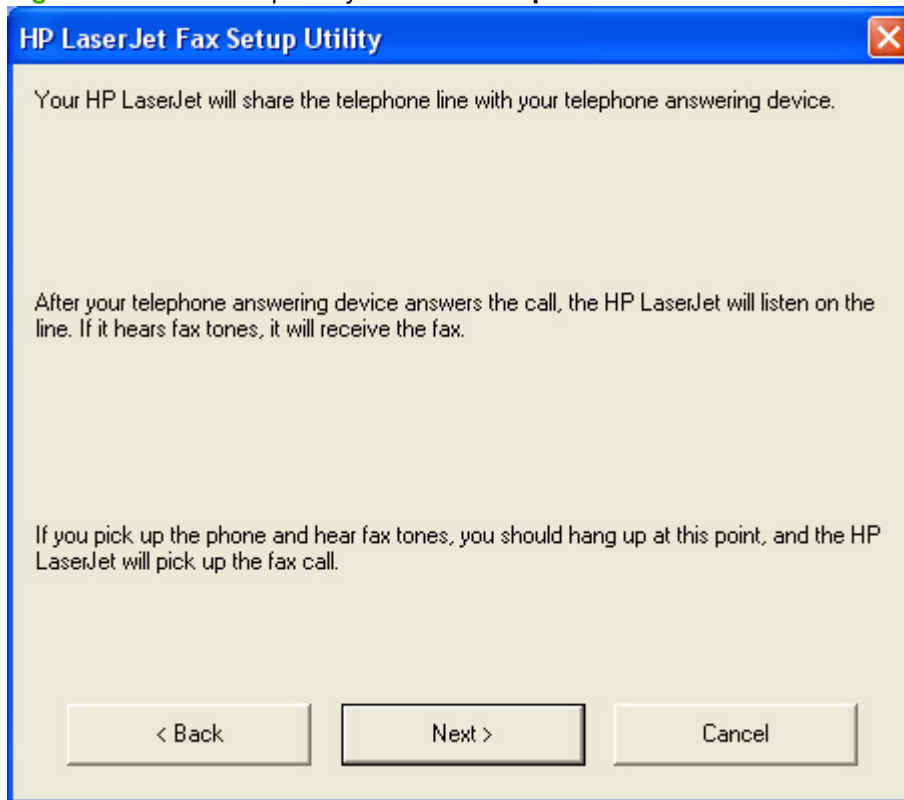 HP LaserJet Fax Setup Utility
Your HP LaserJet will share the telephone line with your telephone answering device.
After your telephone answering device answers the call, the HP LaserJet will listen on the
line. If it hears fax tones, it will receive the fax.
If you pick up the phone and hear fax tones, you should hang up at this point, and the HP
LaserJet will pick up the fax call.
< Back
Next >
Cancel